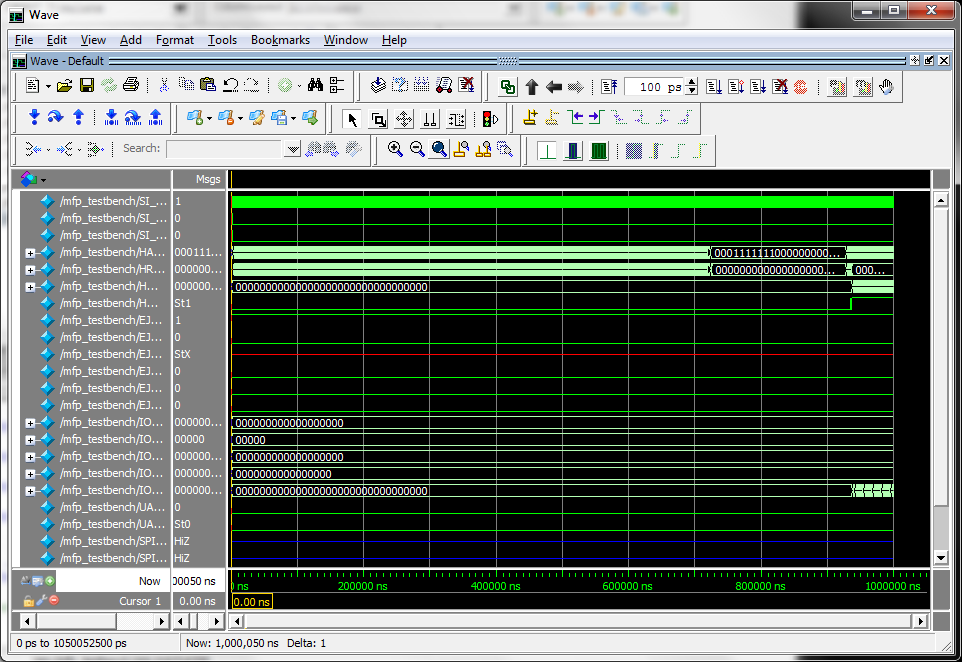 Wave
File Edit View Add Format Tools Bookmarks Window Help
Wave - Default
100 ps
Search:
Msgs
/mfp_testbench/SI_... 1
/mfp_testbench/SI_... 0
/mfp_testbench/SI_... 0
/mfp_testbench/HA... 000111... 0001111111000000000...
/mfp_testbench/HR... 000000... 000000000000000000... 000...
/mfp_testbench/H... 000000... 00000000000000000000000000000000
/mfp_testbench/H... St1
/mfp_testbench/EJ... 1
/mfp_testbench/EJ... 0
/mfp_testbench/EJ... StX
/mfp_testbench/EJ... 0
/mfp_testbench/EJ... 0
/mfp_testbench/EJ... 0
/mfp_testbench/IO... 000000... 000000000000000000
/mfp_testbench/IO... 00000 00000
/mfp_testbench/IO... 000000... 000000000000000000
/mfp_testbench/IO... 000000... 0000000000000000
/mfp_testbench/IO... 000000... 00000000000000000000000000000000
/mfp_testbench/UA... 0
/mfp_testbench/UA... St0
/mfp_testbench/SPI... HiZ
/mfp_testbench/SPI... HiZ
Now 00050 ns ns 200000 ns 400000 ns 600000 ns 800000 ns 1000000 ns
Cursor 1 0.00 ns 0.00 ns
0 ps to 1050052500 ps Now: 1,000,050 ns Delta: 1